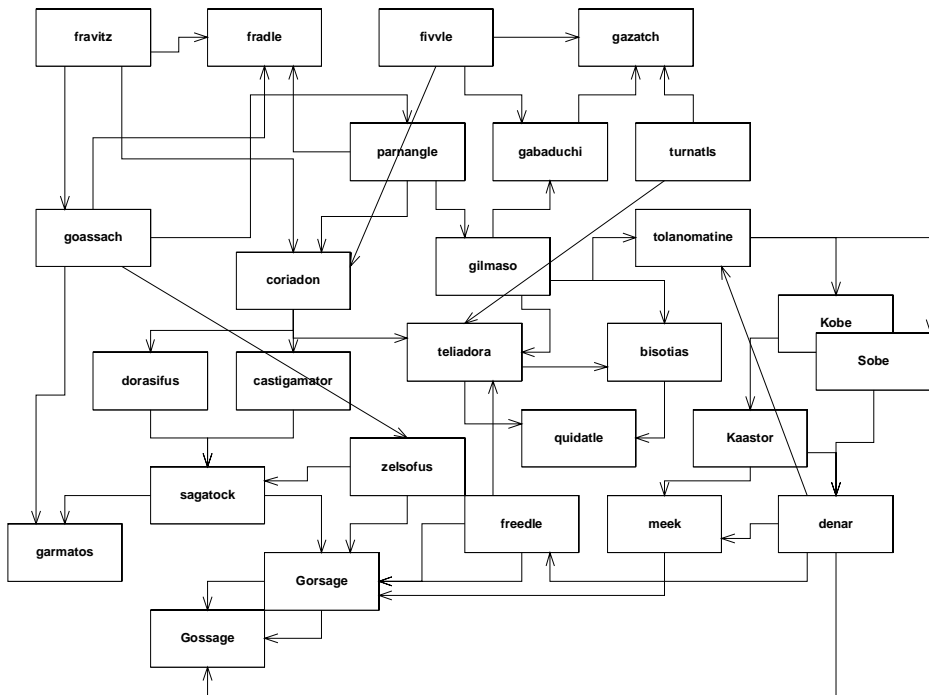 fravitz
fradle
fivvle
gazatch
parnangle
gabaduchi
turnatls
goassach
coriadon
gilmaso
tolanomatine
Kobe
Sobe
teliadora
bisotias
dorasifus
castigamator
quidatle
Kaastor
zelsofus
sagatock
freedle
meek
denar
garmatos
Gorsage
Gossage